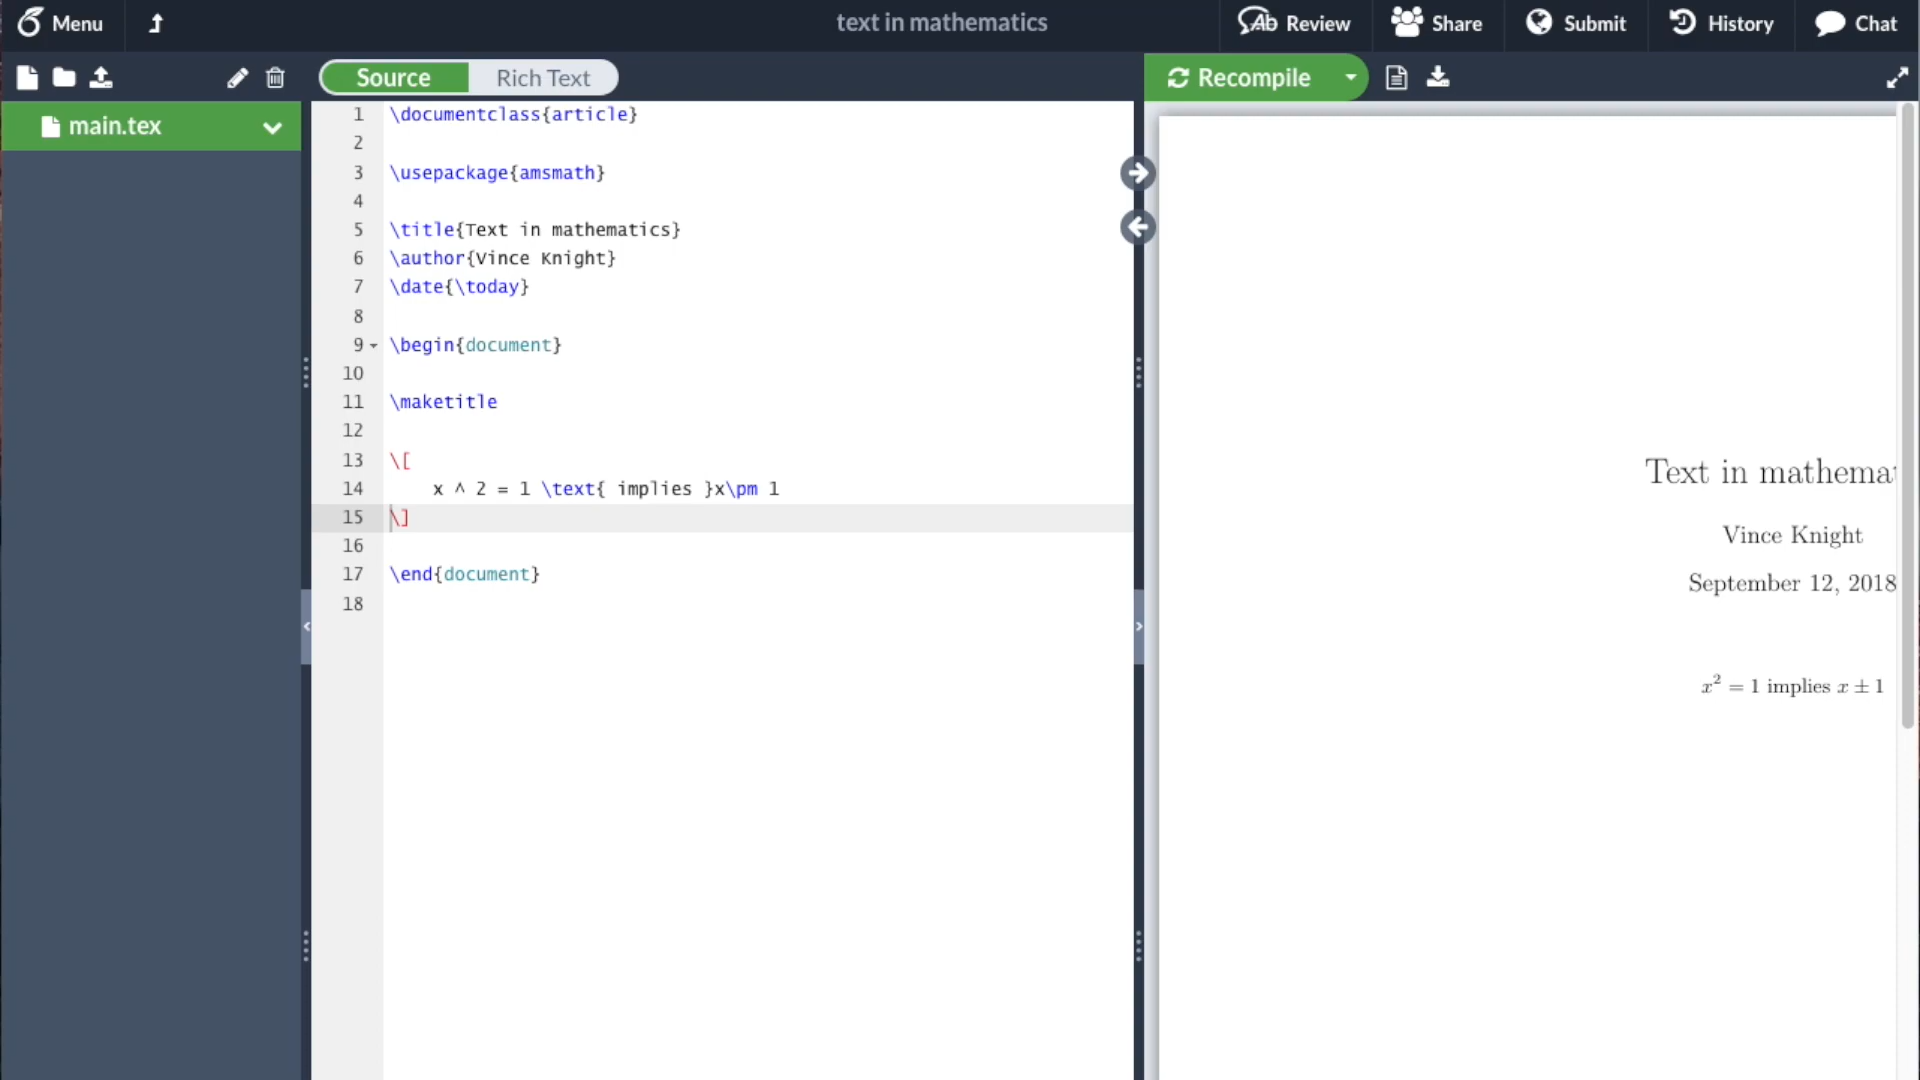 Menu
text in mathematics
Review
Share
Submit
History
Chat
Source
Rich Text
Recompile
main.tex
1 \documentclass{article}
2
3 \usepackage{amsmath}
4
5 \title{Text in mathematics}
6 \author{Vince Knight}
7 \date{\today}
8
9 \begin{document}
10
11 \maketitle
12
13 \[
14 x ^ 2 = 1 \text{ implies }x\pm 1
15 \]
16
17 \end{document}
18
Text in mathemat
Vince Knight
September 12, 2018
x² = 1 implies x ± 1